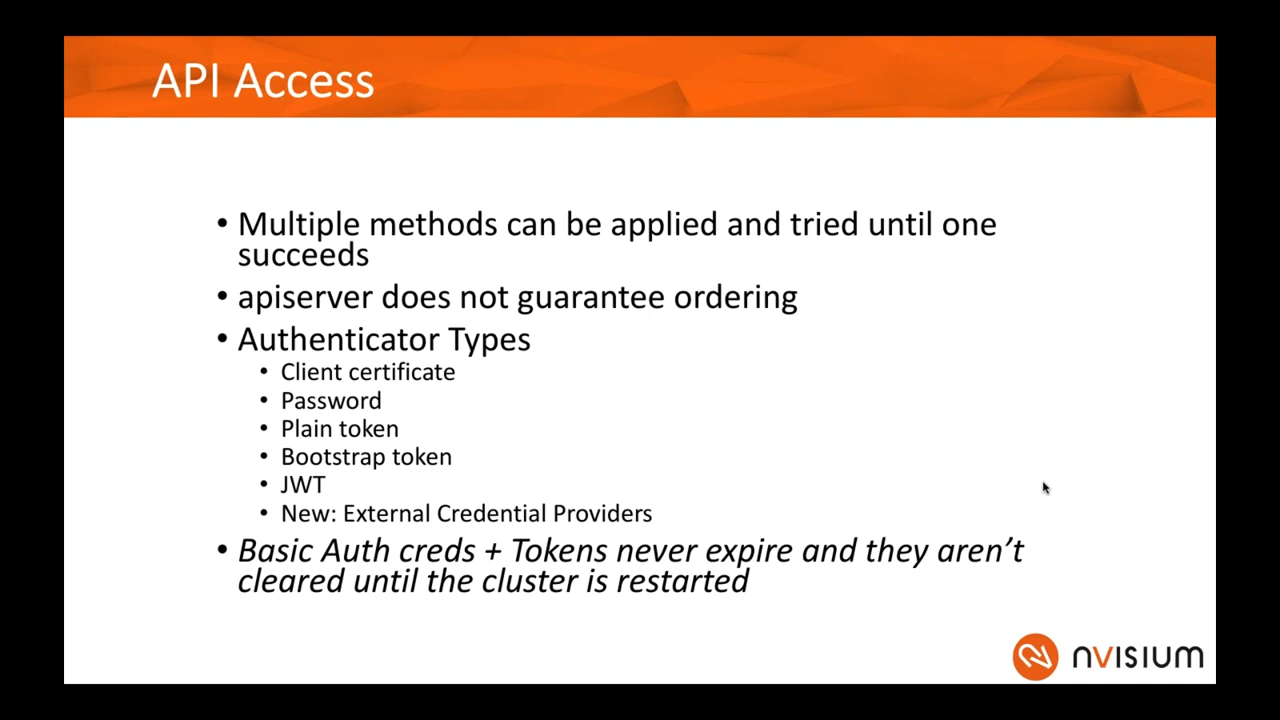 API Access
• Multiple methods can be applied and tried until one
succeeds
• apiserver does not guarantee ordering
• Authenticator Types
• Client certificate
• Password
• Plain token
• Bootstrap token
• JWT
• New: External Credential Providers
• Basic Auth creds + Tokens never expire and they aren’t
cleared until the cluster is restarted
nVISIUM